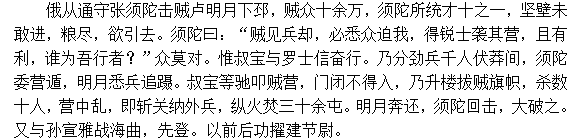 俄从通守张须陀击贼卢明月下邳，贼众十余万，须陀所统才十之一，坚壁未
敢进，粮尽，欲引去。须陀曰：“贼见兵却，必悉众追我，得锐士袭其营，且有
利，谁为吾行者？”众莫对。惟叔宝与罗士信奋行。乃分劲兵千人伏莽间，须陀
委营遁，明月悉兵追蹑。叔宝等驰叩贼营，门闭不得入，乃升楼拔贼旗帜，杀数
十人，营中乱，即斩关纳外兵，纵火焚三十余屯。明月奔还，须陀回击，大破之。
又与孙宣雅战海曲，先登。以前后功擢建节尉。